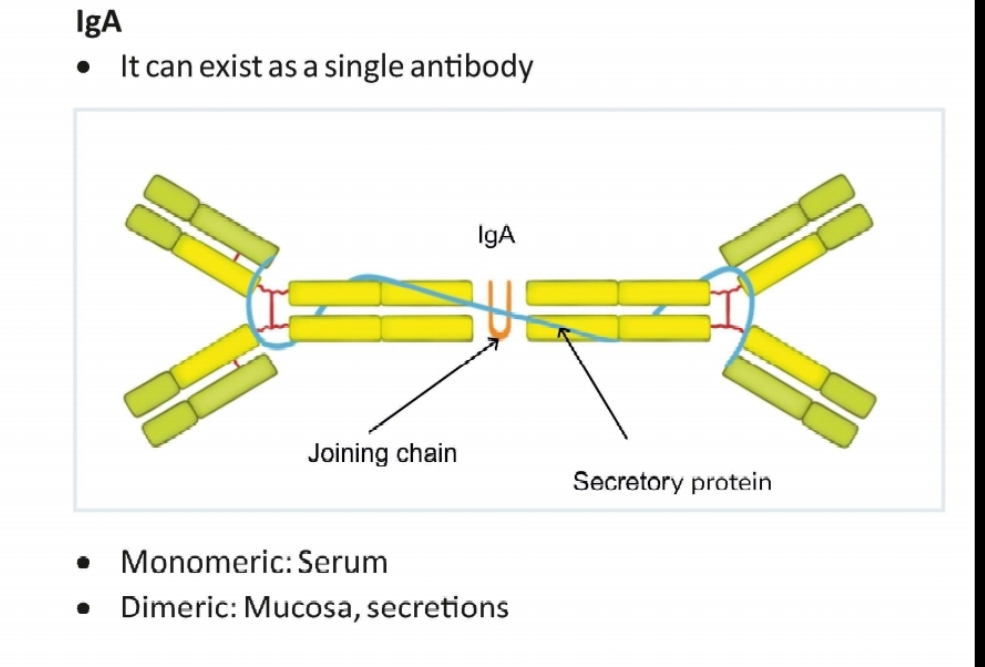 IgA
• It can exist as a single antibody
IgA
Joining chain
Secretory protein
• Monomeric: Serum
• Dimeric: Mucosa, secretions